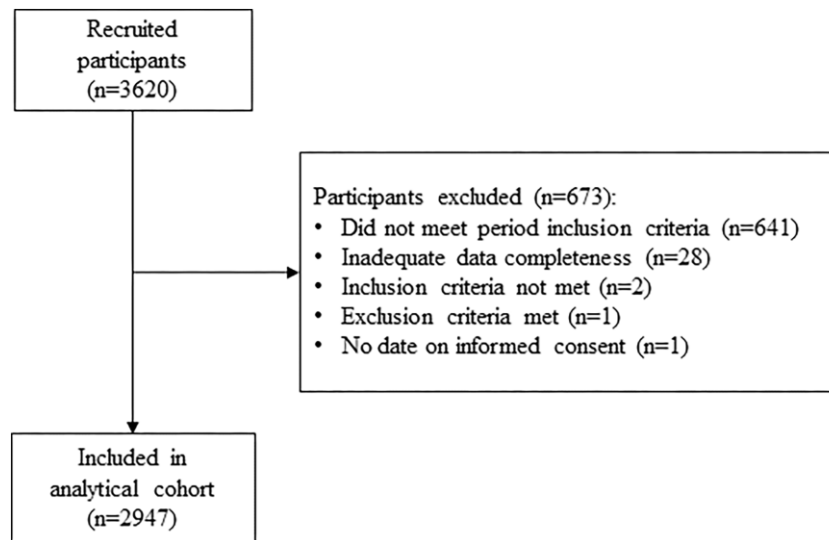 Recruited
participants
(n=3620)
Participants excluded (n=673):
• Did not meet period inclusion criteria (n=641)
• Inadequate data completeness (n=28)
• Inclusion criteria not met (n=2)
• Exclusion criteria met (n=1)
• No date on informed consent (n=1)
Included in
analytical cohort
(n=2947)